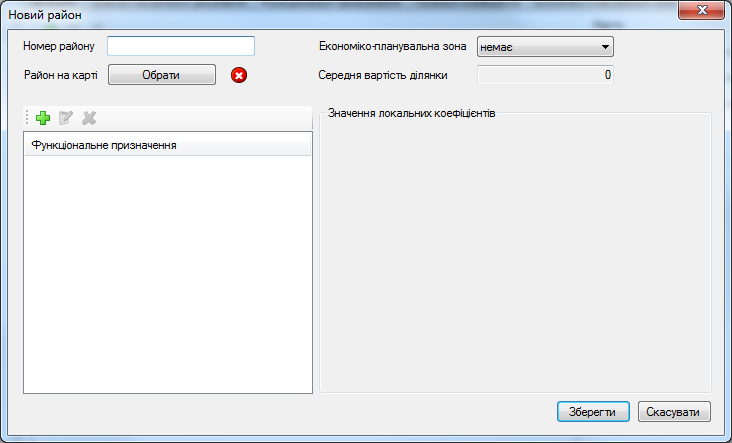 Новий район
Номер району
Економіко-планувальна зона немає
Район на карті Обрати
Середня вартість ділянки 0
Значення локальних коефіцієнтів
Функціональне призначення
Зберегти Скасувати